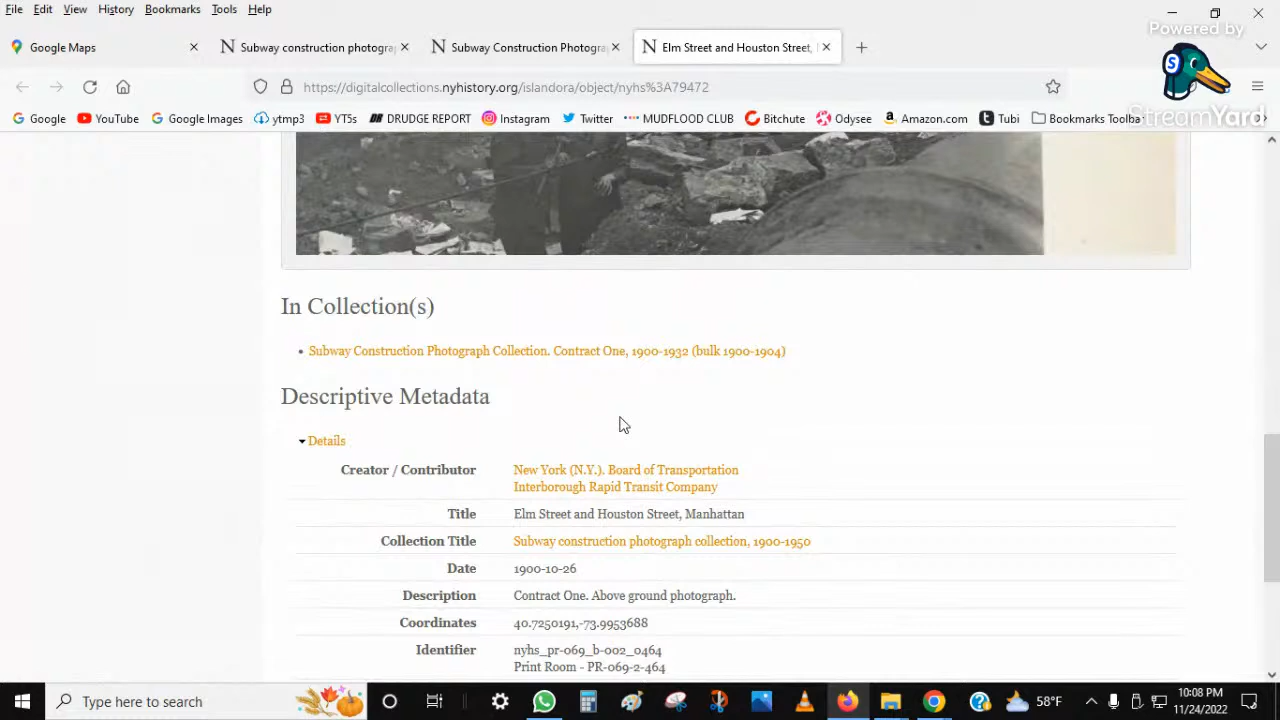 File Edit View History Bookmarks Tools Help
Powered by
Google Maps
Subway construction photogra
Subway Construction Photogra
Elm Street and Houston Street,
https://digitalcollections.nyhistory.org/islandora/object/nyhs%3A79472
S
StreamYard
Google YouTube Google Images ytmp3 YT5s DRUDGE REPORT Instagram Twitter MUDFLOOD CLUB Bitchute Odysee Amazon.com Tubi Bookmarks Toolba
In Collection(s)
Subway Construction Photograph Collection. Contract One, 1900-1932 (bulk 1900-1904)
Descriptive Metadata
Details
Creator / Contributor New York (N.Y.). Board of Transportation
Interborough Rapid Transit Company
Title Elm Street and Houston Street, Manhattan
Collection Title Subway construction photograph collection, 1900-1950
Date 1900-10-26
Description Contract One. Above ground photograph.
Coordinates 40.7250191,-73.9953688
Identifier nyhs_pr-069_b-002_0464
Print Room - PR-069-2-464
Type here to search
58°F
10:08 PM
11/24/2022